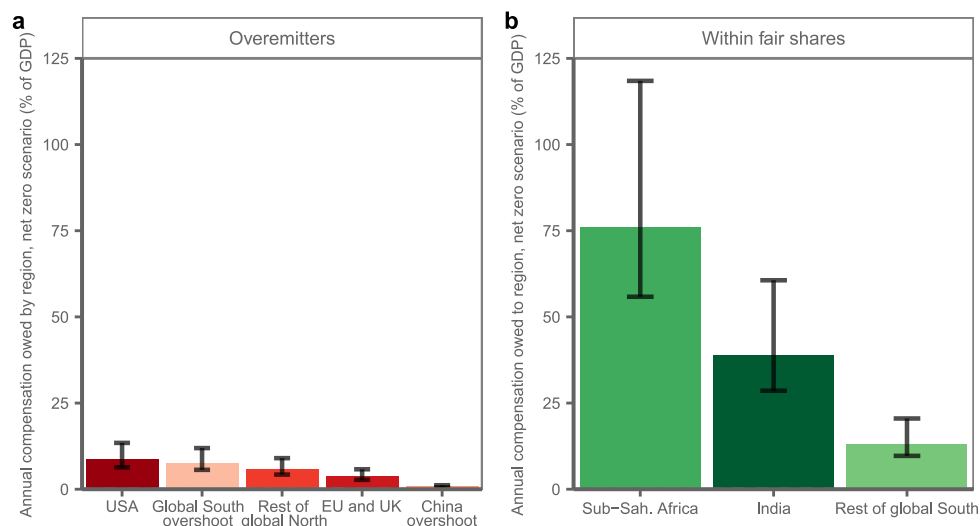 a
Overemitters
Annual compensation owed by region, net zero scenario (% of GDP)
125
100
75
50
25
0
USA
Global South
overshoot
Rest of
global North
EU and UK
China
overshoot
b
Within fair shares
Annual compensation owed to region, net zero scenario (% of GDP)
125
100
75
50
25
0
Sub−Sah. Africa
India
Rest of global South